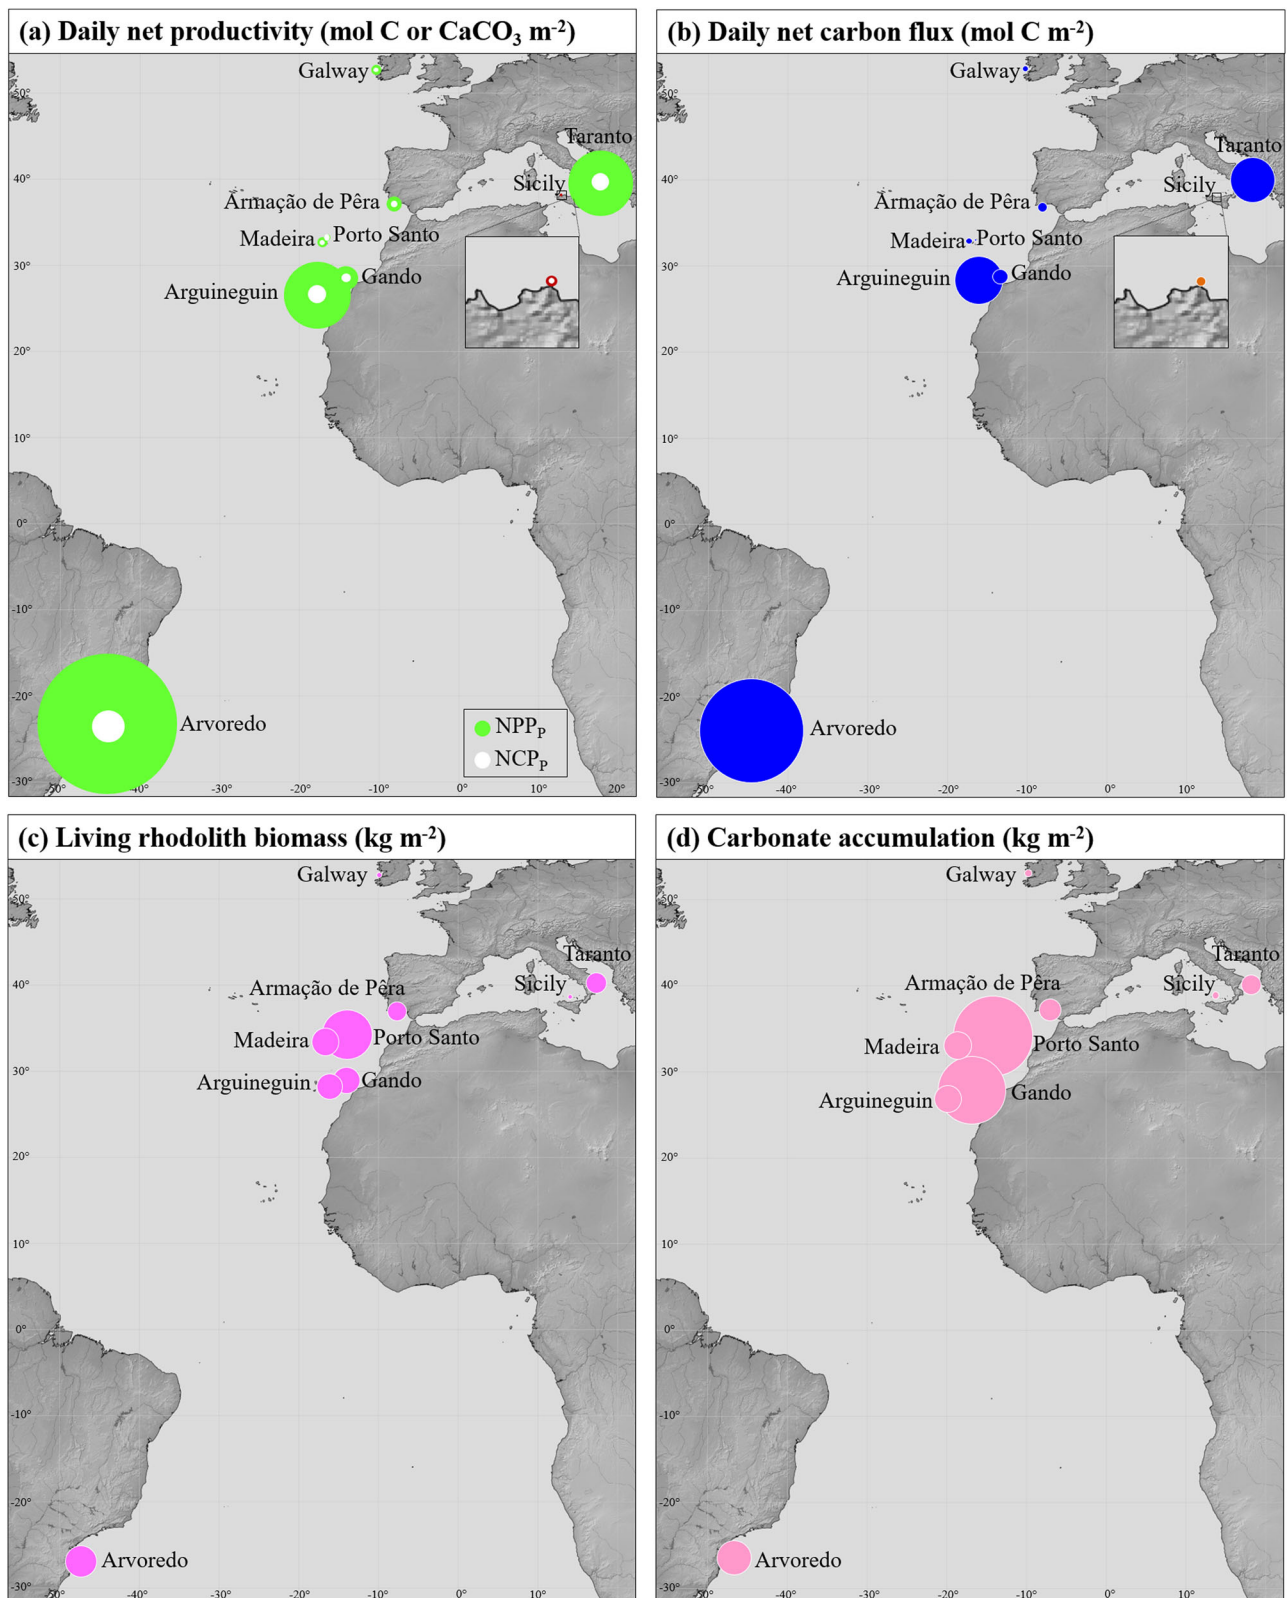 (a) Daily net productivity (mol C or CaCO3 m-2)
Galway
50°
Taranto
40°
Sicily
Armação de Pêra
Madeira
Porto Santo
30°
Gando
Arguineguin
20°
10°
0°
-10°
-20°
Arvoredo
NPPP
NCPP
-30°
-50°
-40°
-30°
-20°
-10°
0°
10°
20°
(b) Daily net carbon flux (mol C m-2)
Galway
50°
Taranto
40°
Sicily
Armação de Pêra
Madeira
Porto Santo
30°
Gando
Arguineguin
20°
10°
0°
-10°
-20°
Arvoredo
-30°
-50°
-40°
-30°
-20°
-10°
0°
10°
(c) Living rhodolith biomass (kg m-2)
Galway
50°
Taranto
40°
Sicily
Armação de Pêra
Madeira
Porto Santo
30°
Arguineguin
Gando
20°
10°
0°
-10°
-20°
Arvoredo
-30°
-50°
-40°
-30°
-20°
-10°
0°
10°
(d) Carbonate accumulation (kg m-2)
Galway
50°
Taranto
40°
Sicily
Armação de Pêra
Madeira
Porto Santo
30°
Arguineguin
Gando
20°
10°
0°
-10°
-20°
Arvoredo
-30°
-50°
-40°
-30°
-20°
-10°
0°
10°